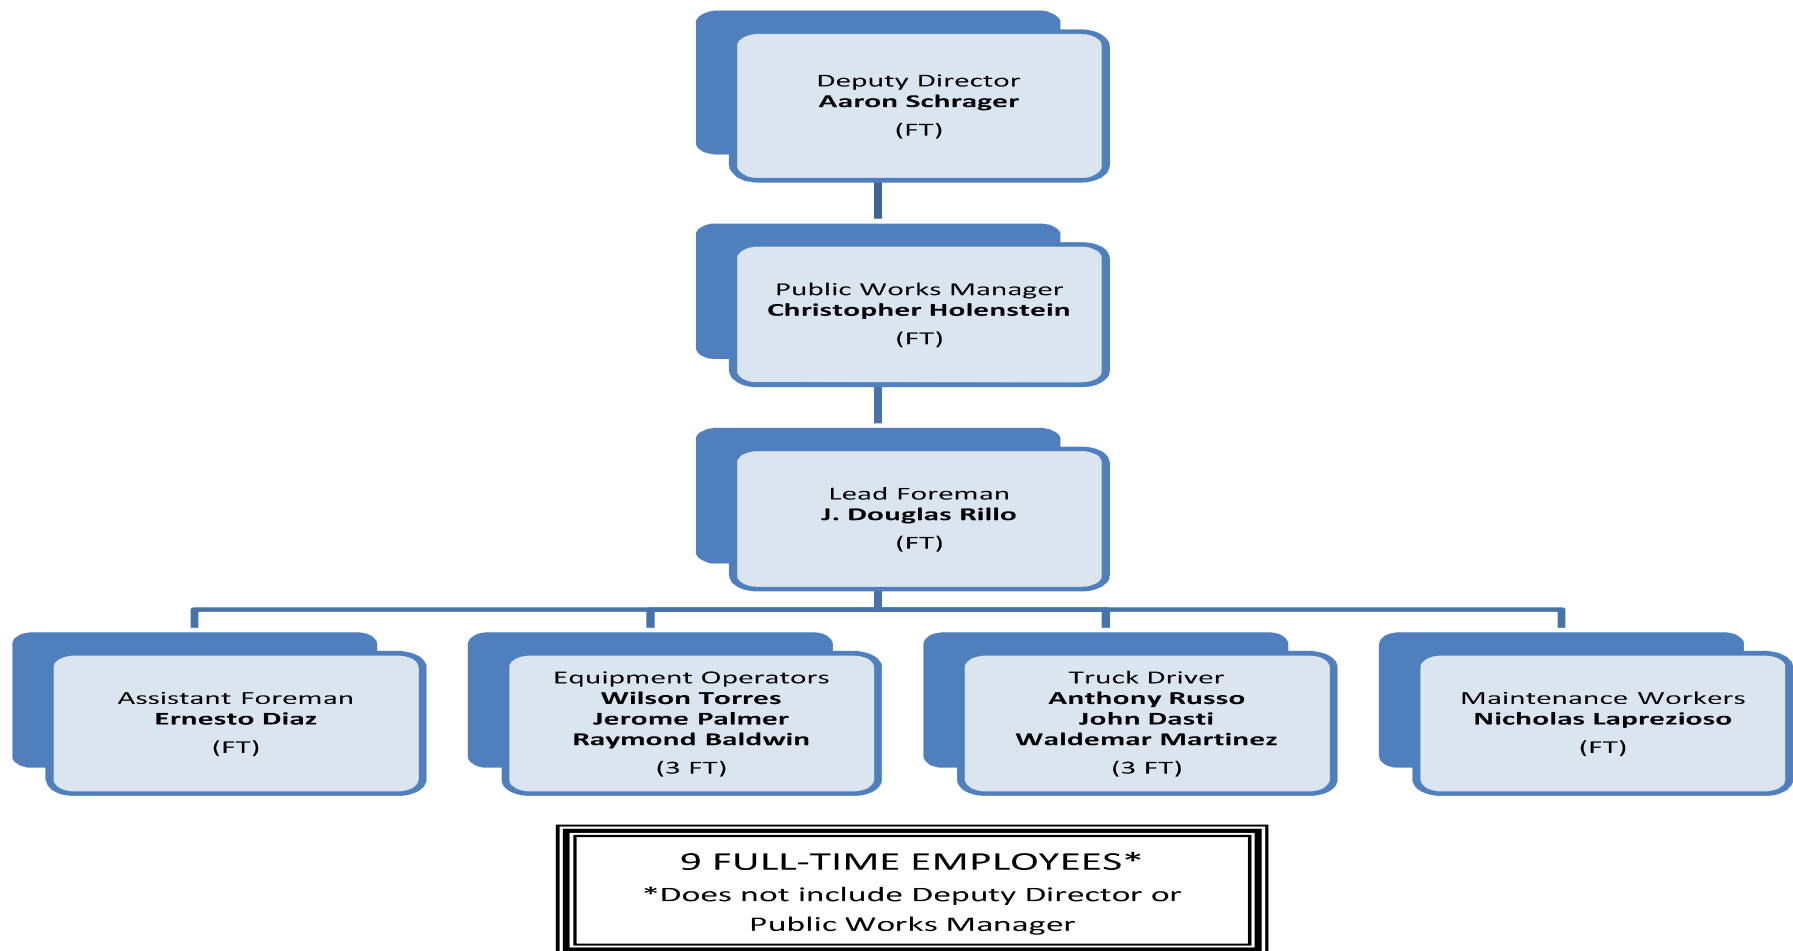 Deputy Director
Aaron Schrager
(FT)
Public Works Manager
Christopher Holenstein
(FT)
Lead Foreman
J. Douglas Rillo
(FT)
Assistant Foreman
Ernesto Diaz
(FT)
Equipment Operators
Wilson Torres
Jerome Palmer
Raymond Baldwin
(3 FT)
Truck Driver
Anthony Russo
John Dasti
Waldemar Martinez
(3 FT)
Maintenance Workers
Nicholas Laprezioso
(FT)
9 FULL-TIME EMPLOYEES*
*Does not include Deputy Director or
Public Works Manager